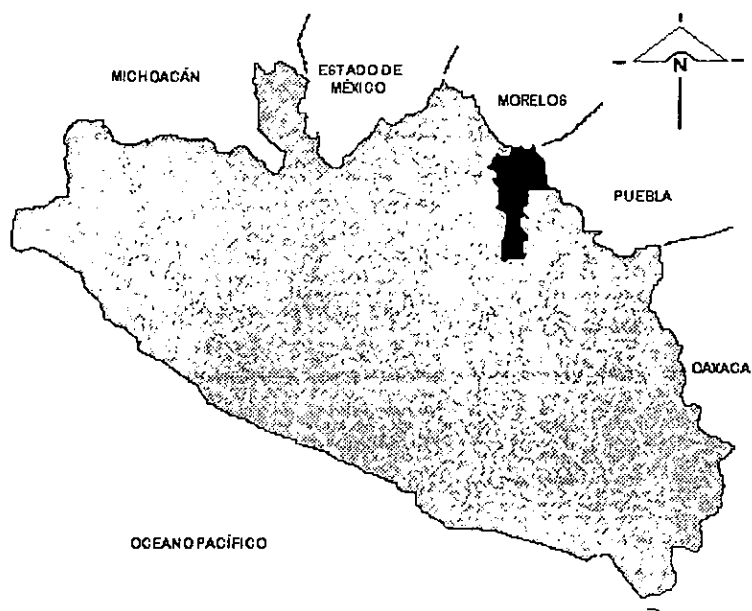 MICHOACÁN
ESTADO DE
MÉXICO
MORELOS
N
PUEBLA
OAXACA
OCEANO PACÍFICO